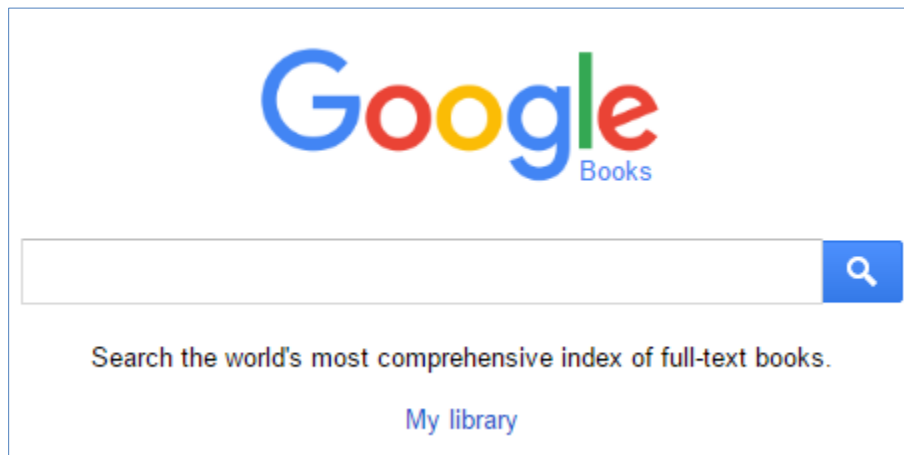 Google
Books
Search the world's most comprehensive index of full-text books.
My library